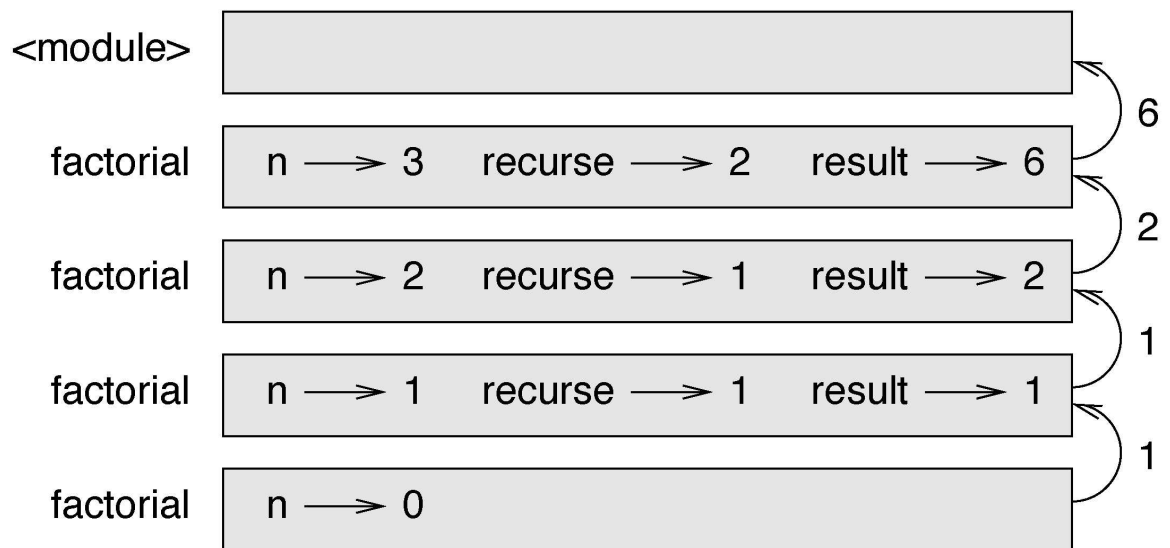 <module>
6
factorial n 3 recurse 2 result 6
2
factorial n 2 recurse 1 result 2
1
factorial n 1 recurse 1 result 1
1
factorial n 0